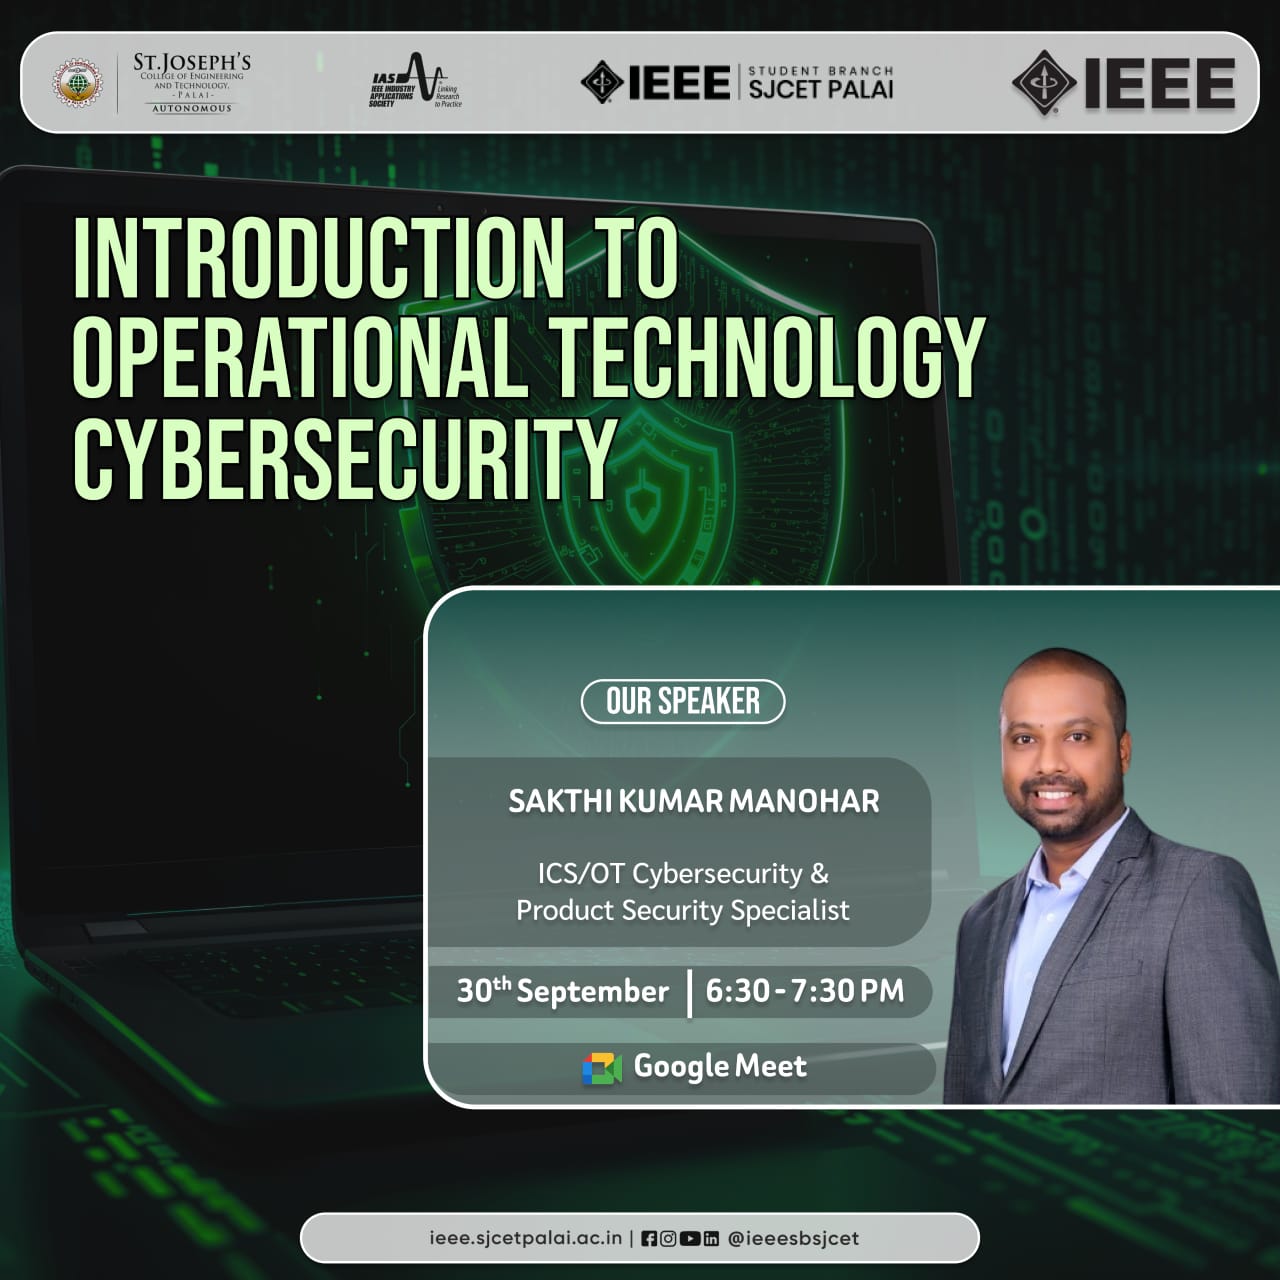 ST.JOSEPH'S
COLLEGE OF ENGINEERING
AND TECHNOLOGY,
- PALAI -
AUTONOMOUS
IAS
IEEE INDUSTRY
APPLICATIONS
SOCIETY
Linking
Research
to Practice
IEEE
STUDENT BRANCH
SJCET PALAI
IEEE
INTRODUCTION TO
OPERATIONAL TECHNOLOGY
CYBERSECURITY
OUR SPEAKER
SAKTHI KUMAR MANOHAR
ICS/OT Cybersecurity &
Product Security Specialist
30th September | 6:30 - 7:30 PM
Google Meet
ieee.sjcetpalai.ac.in | @ieeesbsjcet